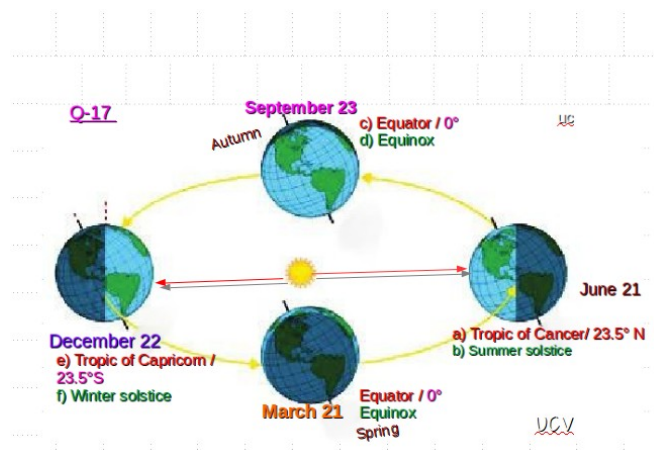 Q-17
September 23
Autumn
c) Equator / 0°
d) Equinox
uc
June 21
a) Tropic of Cancer/ 23.5° N
b) Summer solstice
December 22
e) Tropic of Capricorn /
23.5°S
f) Winter solstice
March 21
Equator / 0°
Equinox
Spring
UCV